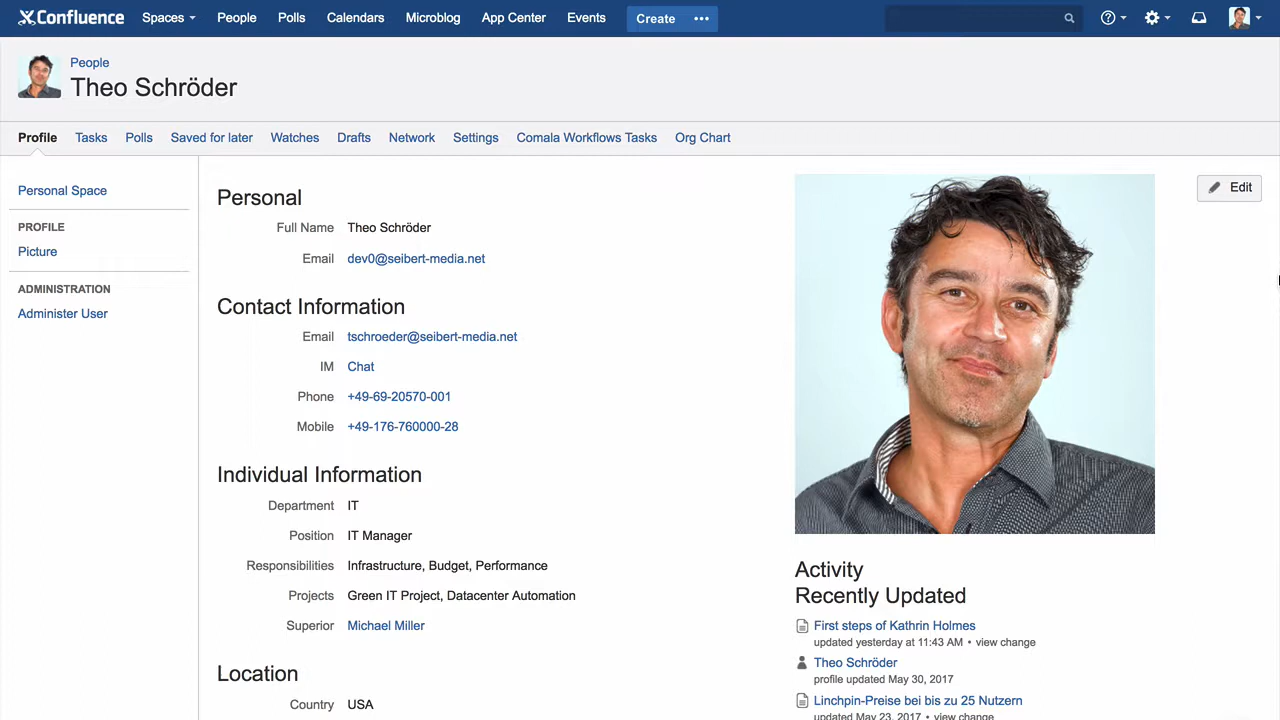 Confluence Spaces People Polls Calendars Microblog App Center Events Create •••
People
Theo Schröder
Profile Tasks Polls Saved for later Watches Drafts Network Settings Comala Workflows Tasks Org Chart
Personal Space
PROFILE
Picture
ADMINISTRATION
Administer User
Personal
Full Name Theo Schröder
Email dev0@seibert-media.net
Contact Information
Email tschroeder@seibert-media.net
IM Chat
Phone +49-69-20570-001
Mobile +49-176-760000-28
Individual Information
Department IT
Position IT Manager
Responsibilities Infrastructure, Budget, Performance
Projects Green IT Project, Datacenter Automation
Superior Michael Miller
Location
Country USA
Edit
Activity
Recently Updated
First steps of Kathrin Holmes
updated yesterday at 11:43 AM • view change
Theo Schröder
profile updated May 30, 2017
Linchpin-Preise bei bis zu 25 Nutzern
updated May 23, 2017 • view change